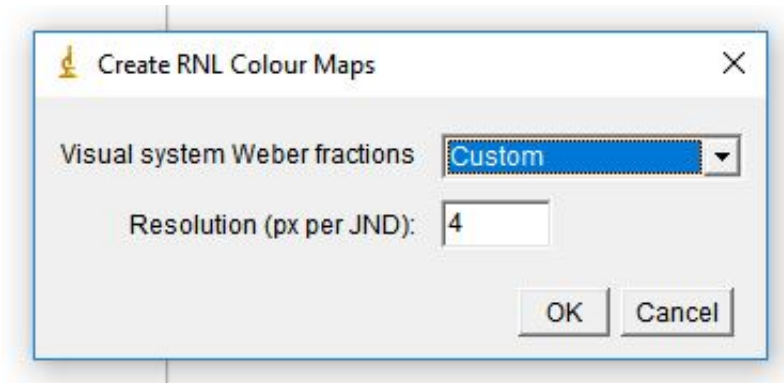 Create RNL Colour Maps
Visual system Weber fractions Custom
Resolution (px per JND): 4
OK Cancel